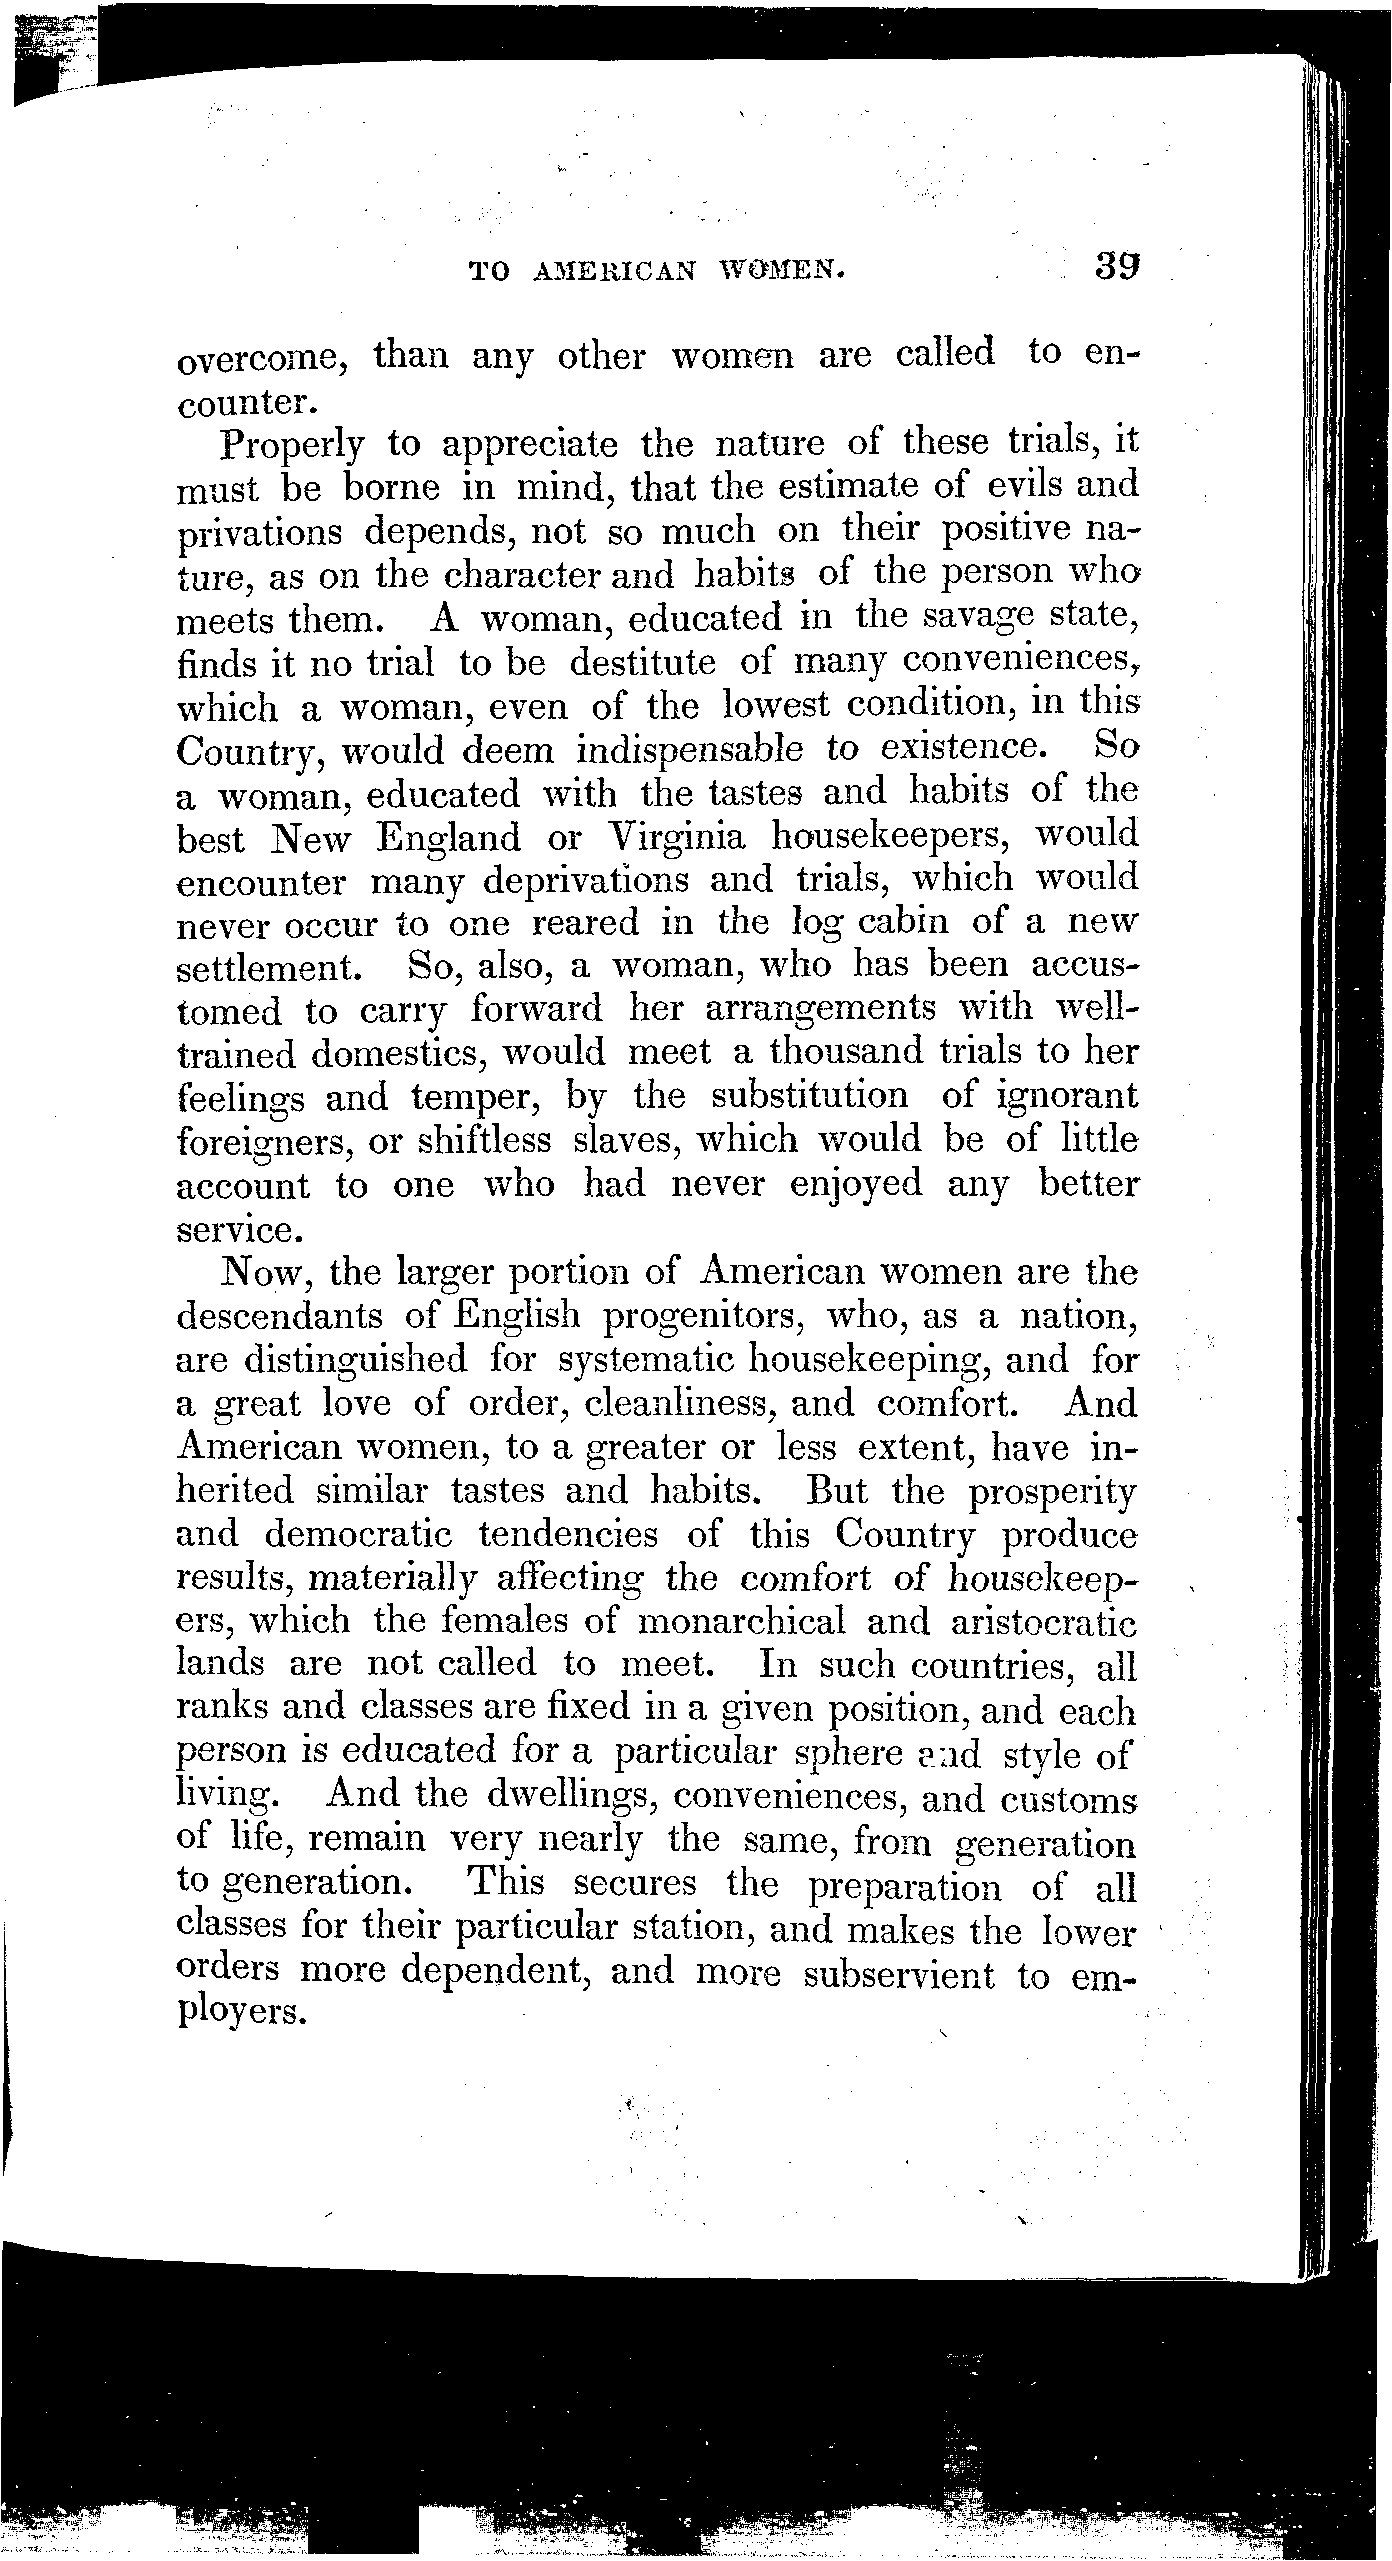 TO AMERICAN WOMEN. 39
overcome, than any other women are called to en-
counter.
Properly to appreciate the nature of these trials, it
must be borne in mind, that the estimate of evils and
privations depends, not so much on their positive na-
ture, as on the character and habits of the person who
meets them. A woman, educated in the savage state,
finds it no trial to be destitute of many conveniences,
which a woman, even of the lowest condition, in this
Country, would deem indispensable to existence. So
a woman, educated with the tastes and habits of the
best New England or Virginia housekeepers, would
encounter many deprivations and trials, which would
never occur to one reared in the log cabin of a new
settlement. So, also, a woman, who has been accus-
tomed to carry forward her arrangements with well-
trained domestics, would meet a thousand trials to her
feelings and temper, by the substitution of ignorant
foreigners, or shiftless slaves, which would be of little
account to one who had never enjoyed any better
service.
Now, the larger portion of American women are the
descendants of English progenitors, who, as a nation,
are distinguished for systematic housekeeping, and for
a great love of order, cleanliness, and comfort. And
American women, to a greater or less extent, have in-
herited similar tastes and habits. But the prosperity
and democratic tendencies of this Country produce
results, materially affecting the comfort of housekeep-
ers, which the females of monarchical and aristocratic
lands are not called to meet. In such countries, all
ranks and classes are fixed in a given position, and each
person is educated for a particular sphere and style of
living. And the dwellings, conveniences, and customs
of life, remain very nearly the same, from generation
to generation. This secures the preparation of all
classes for their particular station, and makes the lower
orders more dependent, and more subservient to em-
ployers.